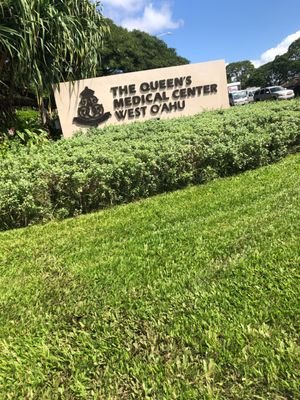 THE QUEEN'S
MEDICAL CENTER
WEST O'AHU